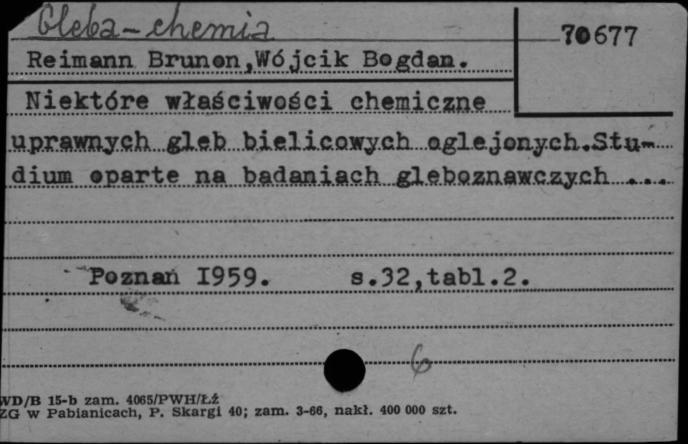 Gleba-chemia
70677
Reimann Brunon,Wójcik Bogdan.
Niektóre właściwości chemiczne
uprawnych gleb bielicowych oglejonych.Stu-
dium oparte na badaniach gleboznawczych ...
Poznań I959. s.32,tabl.2.
6
WD/B 15-b zam. 4065/PWH/Łź
ZG w Pabianicach, P. Skargi 40; zam. 3-66, nakł. 400 000 szt.